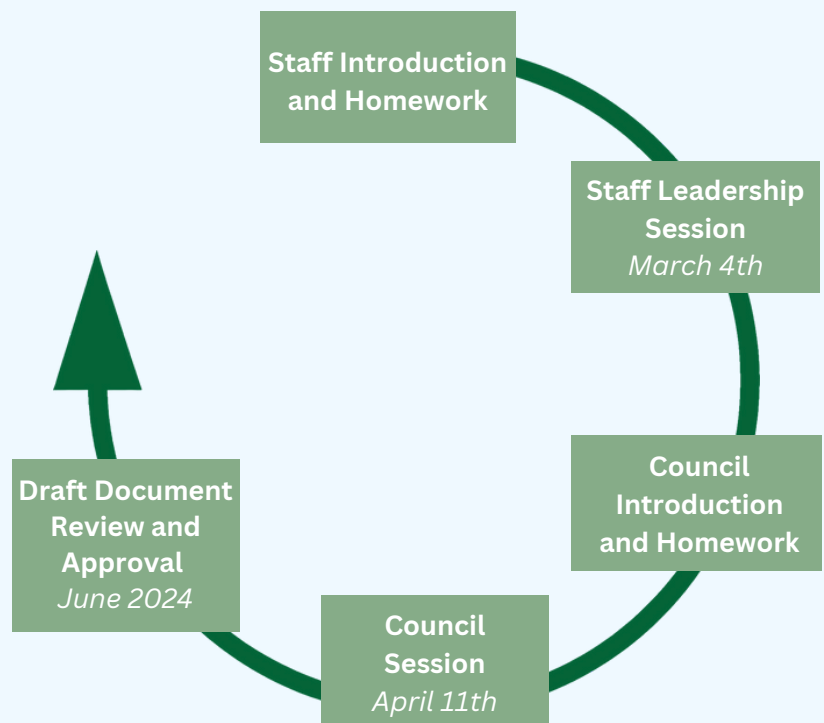 Staff Introduction
and Homework
Staff Leadership
Session
March 4th
Council
Introduction
and Homework
Council
Session
April 11th
Draft Document
Review and
Approval
June 2024